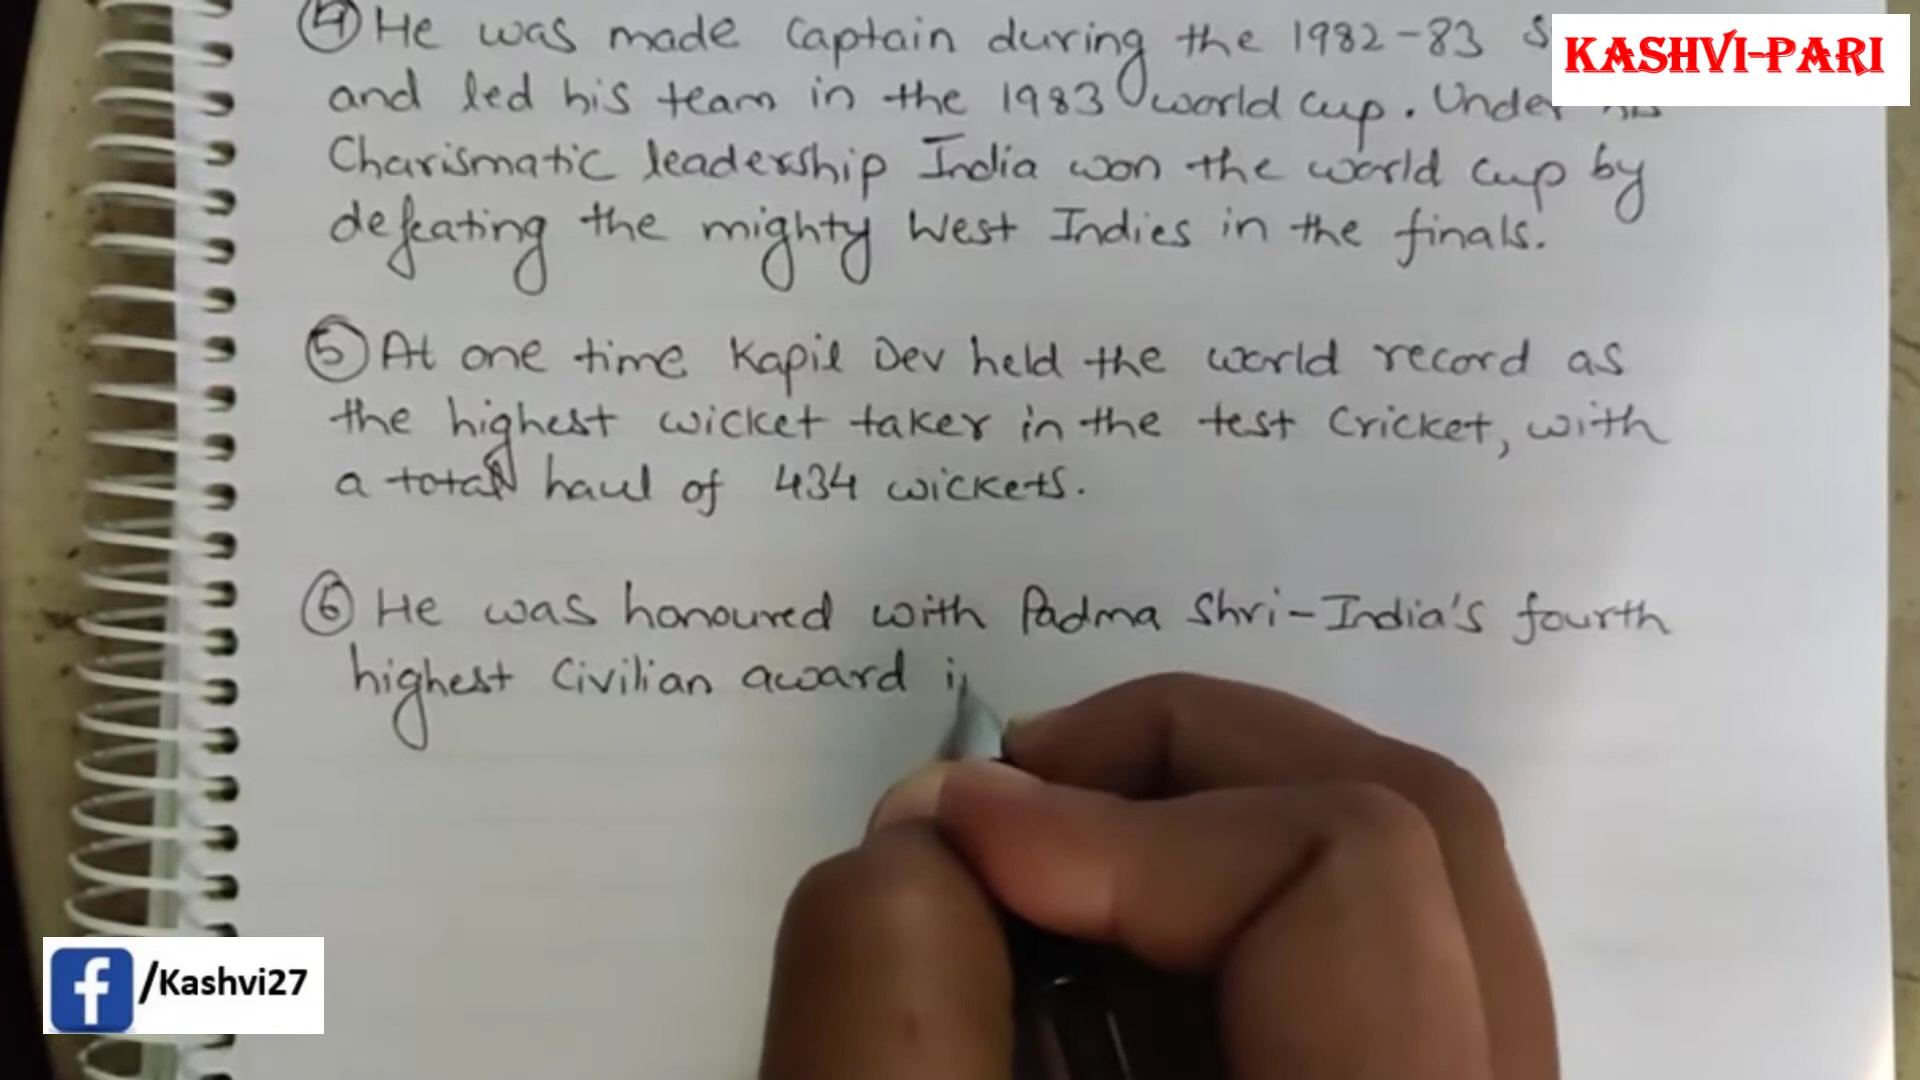 ④ He was made captain during the 1982-83
KASHVI-PARI
and led his team in the 1983 world cup. Under
Charismatic leadership India won the world cup by
defeating the mighty West Indies in the finals.
⑤ At one time Kapil Dev held the world record as
the highest wicket taker in the test Cricket, with
a total haul of 434 wickets.
⑥ He was honoured with Padma Shri-India's fourth
highest Civilian award
/Kashvi27